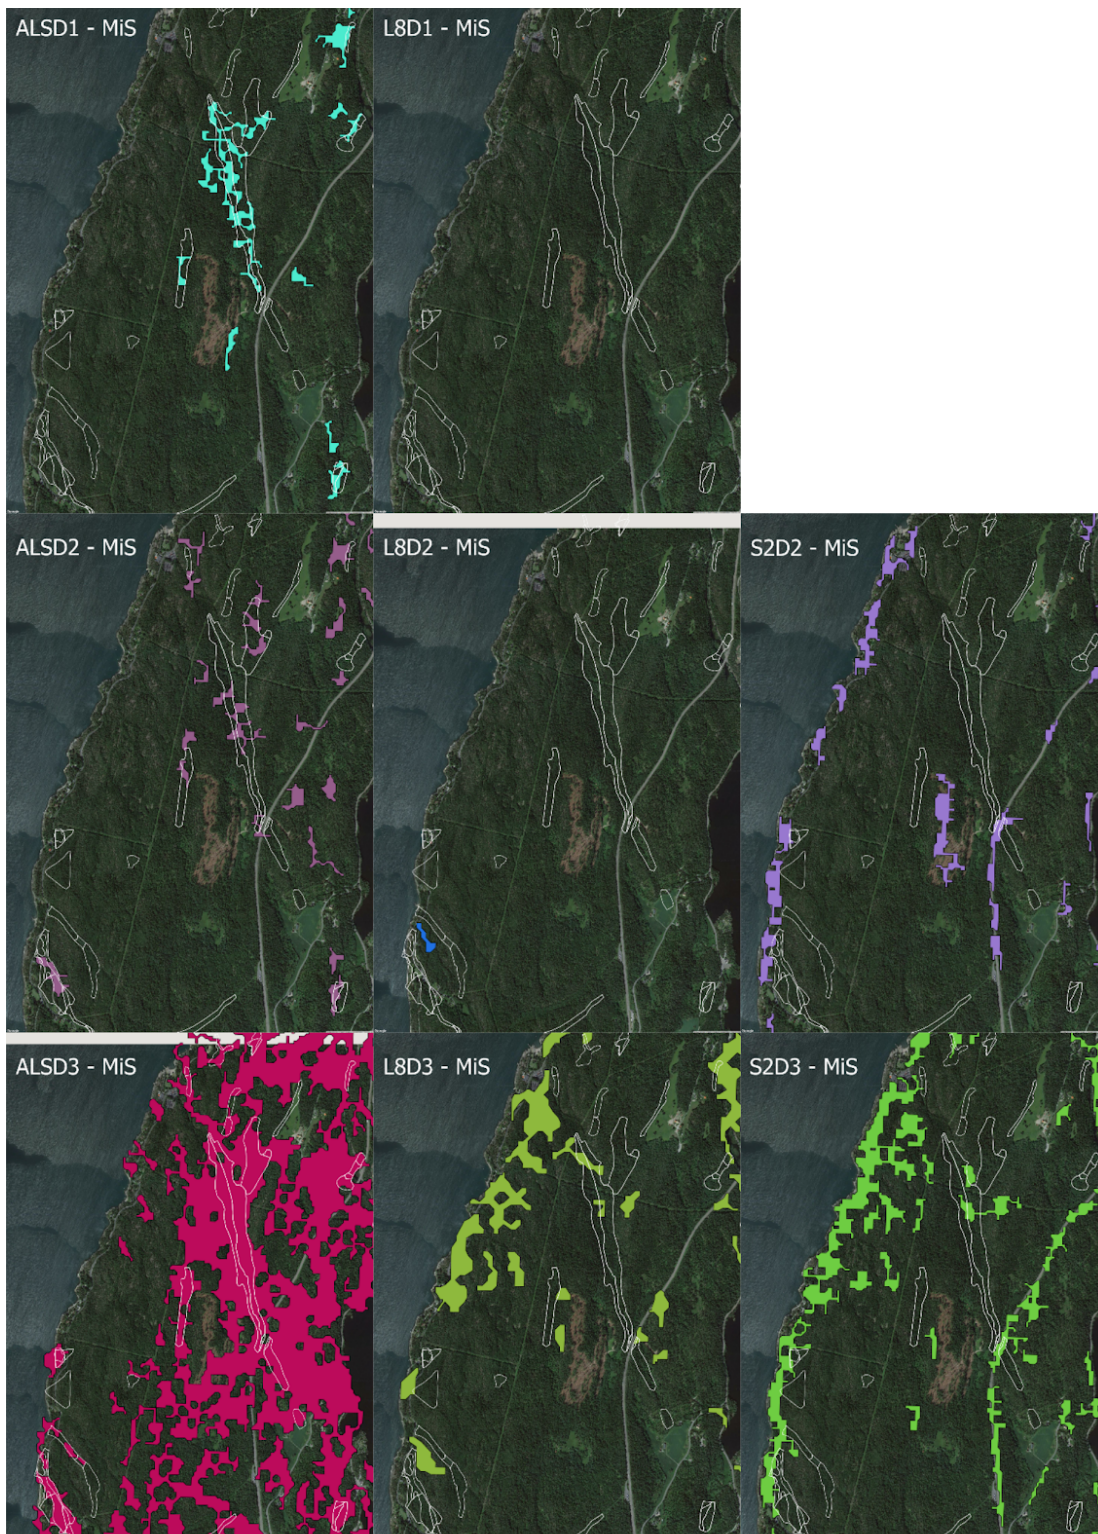 ALSD1 - MiS
L8D1 - MiS
ALSD2 - MiS
L8D2 - MiS
S2D2 - MiS
ALSD3 - MiS
L8D3 - MiS
S2D3 - MiS